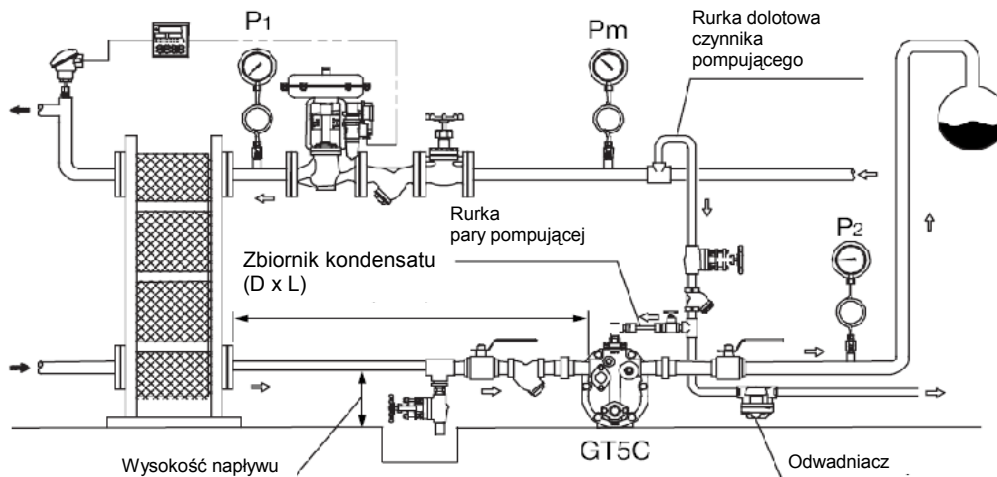 P1
Pm
Rurka dolotowa
czynnika
pompującego
Rurka
pary pompującej
Zbiornik kondensatu
(D x L)
P2
GT5C
Wysokość napływu
Odwadniacz